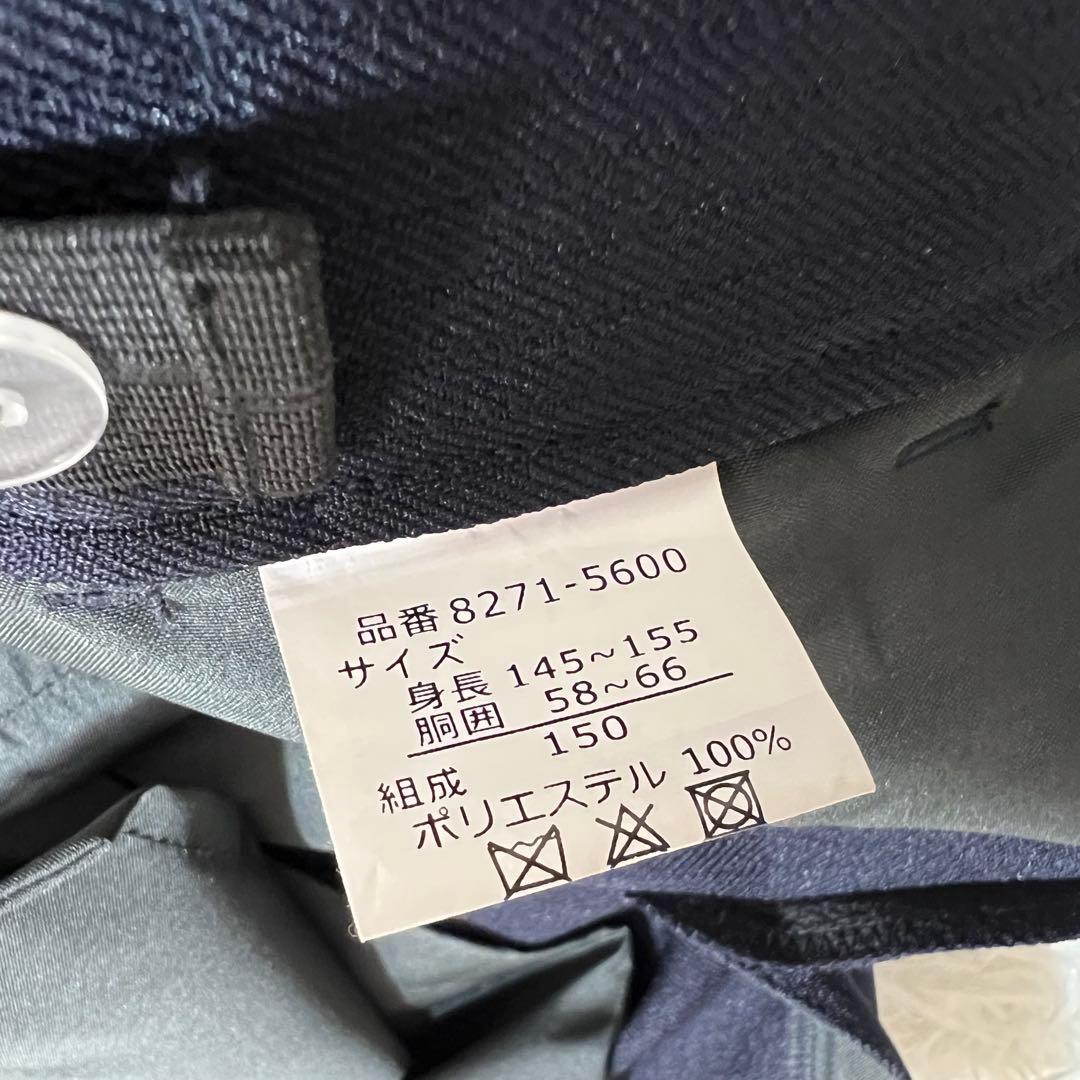 品番 8271-5600
サイズ
身長 145~155
胴囲 58~66
150
組成
ポリエステル 100%